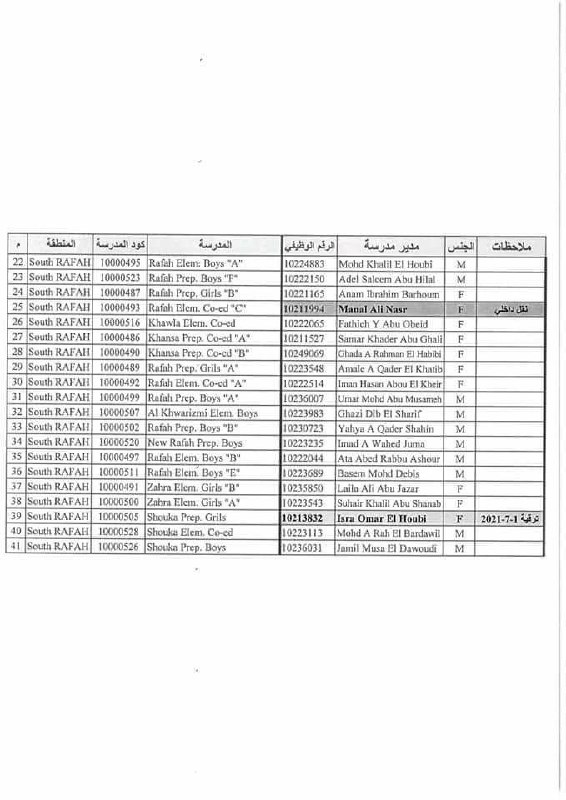 م المنطقة كود المدرسة المدرسة الرقم الوظيفي مدير مدرسة الجنس ملاحظات
22 South RAFAH 10000495 Rafah Elem. Boys "A" 10224883 Mohd Khalil El Houbi M
23 South RAFAH 10000523 Rafah Prep. Boys "F" 10222150 Adel Saleem Abu Hilal M
24 South RAFAH 10000487 Rafah Prep. Girls "B" 10221165 Anam Ibrahim Barhoum F
25 South RAFAH 10000493 Rafah Elem. Co-ed "C" 10211994 Manal Ali Nasr F نقل داخلي
26 South RAFAH 10000516 Khawla Elem. Co-ed 10222065 Fathich Y Abu Obeid F
27 South RAFAH 10000486 Khansa Prep. Co-ed "A" 10211527 Samar Khader Abu Ghali F
28 South RAFAH 10000490 Khansa Prep. Co-ed "B" 10249069 Ghada A Rahman El Habibi F
29 South RAFAH 10000489 Rafah Prep. Girls "A" 10223548 Amale A Qader El Khatib F
30 South RAFAH 10000492 Rafah Elem. Co-ed "A" 10222514 Iman Hasan Abou El Kheir F
31 South RAFAH 10000499 Rafah Prep. Boys "A" 10236007 Umar Mohd Abu Musameh M
32 South RAFAH 10000507 Al Khwarizmi Elem. Boys 10223983 Ghazi Dib El Sharif M
33 South RAFAH 10000502 Rafah Prep. Boys "B" 10230723 Yahya A Qader Shahin M
34 South RAFAH 10000520 New Rafah Prep. Boys 10223235 Imad A Wahed Juma M
35 South RAFAH 10000497 Rafah Elem. Boys "B" 10222044 Ata Abed Rabbu Ashour M
36 South RAFAH 10000511 Rafah Elem. Boys "E" 10223689 Basem Mohd Debis M
37 South RAFAH 10000491 Zahra Elem. Girls "B" 10235850 Laila Ali Abu Jazar F
38 South RAFAH 10000500 Zahra Elem. Girls "A" 10223543 Suhair Khalil Abu Shanab F
39 South RAFAH 10000505 Shouka Prep. Grils 10213832 Isra Omar El Houbi F ترقية 1-7-2021
40 South RAFAH 10000528 Shouka Elem. Co-ed 10223113 Mohd A Rah El Bardawil M
41 South RAFAH 10000526 Shouka Prep. Boys 10236031 Jamil Musa El Dawoudi M